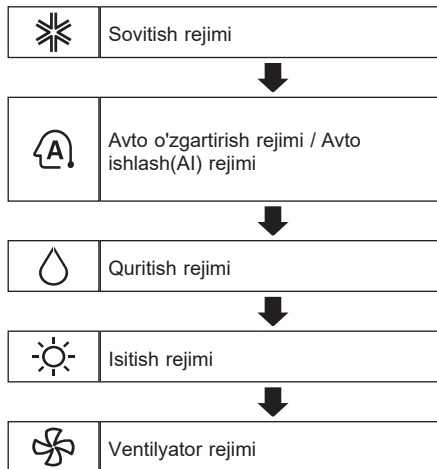 Sovitish rejimi
A
Avto o'zgartirish rejimi / Avto
ishlash(AI) rejimi
Quritish rejimi
Isitish rejimi
Ventilyator rejimi